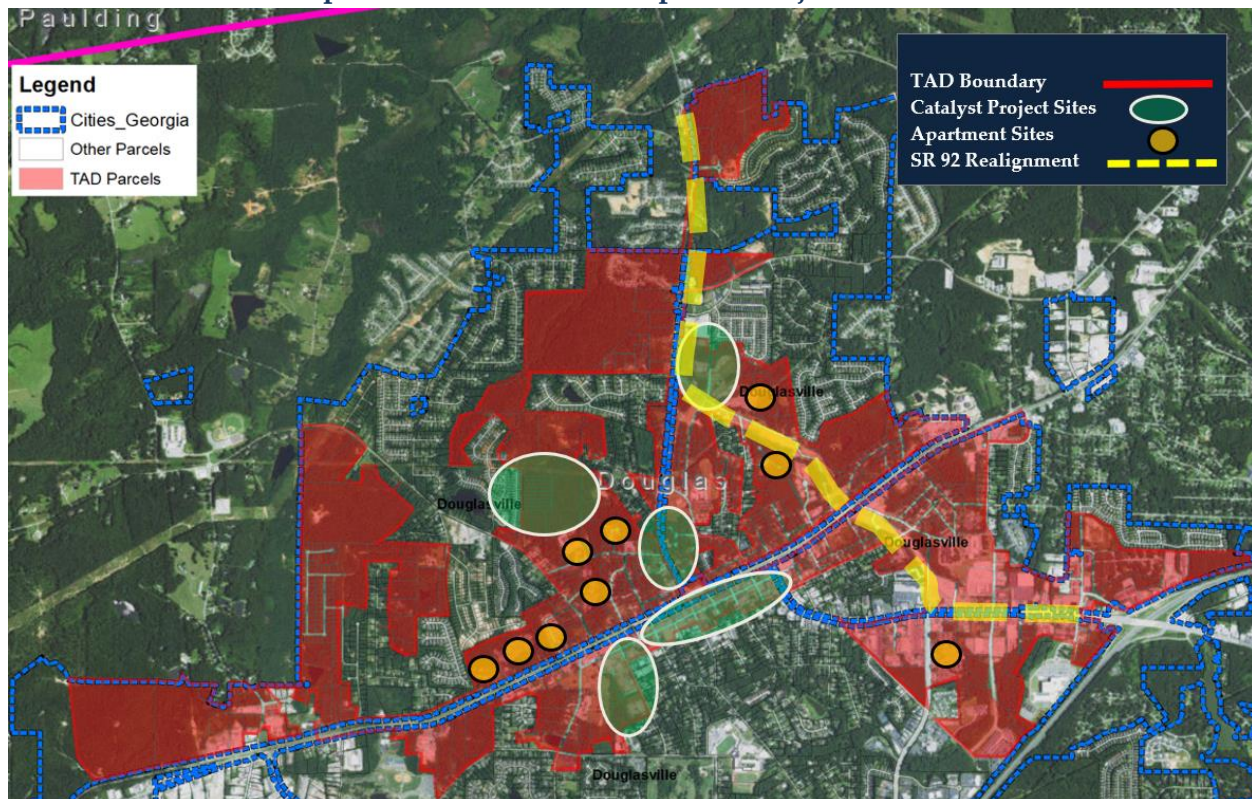 Paulding
Legend
Cities_Georgia
Other Parcels
TAD Parcels
TAD Boundary
Catalyst Project Sites
Apartment Sites
SR 92 Realignment
Douglasville
Douglas
Douglasville
Douglasville
Douglasville